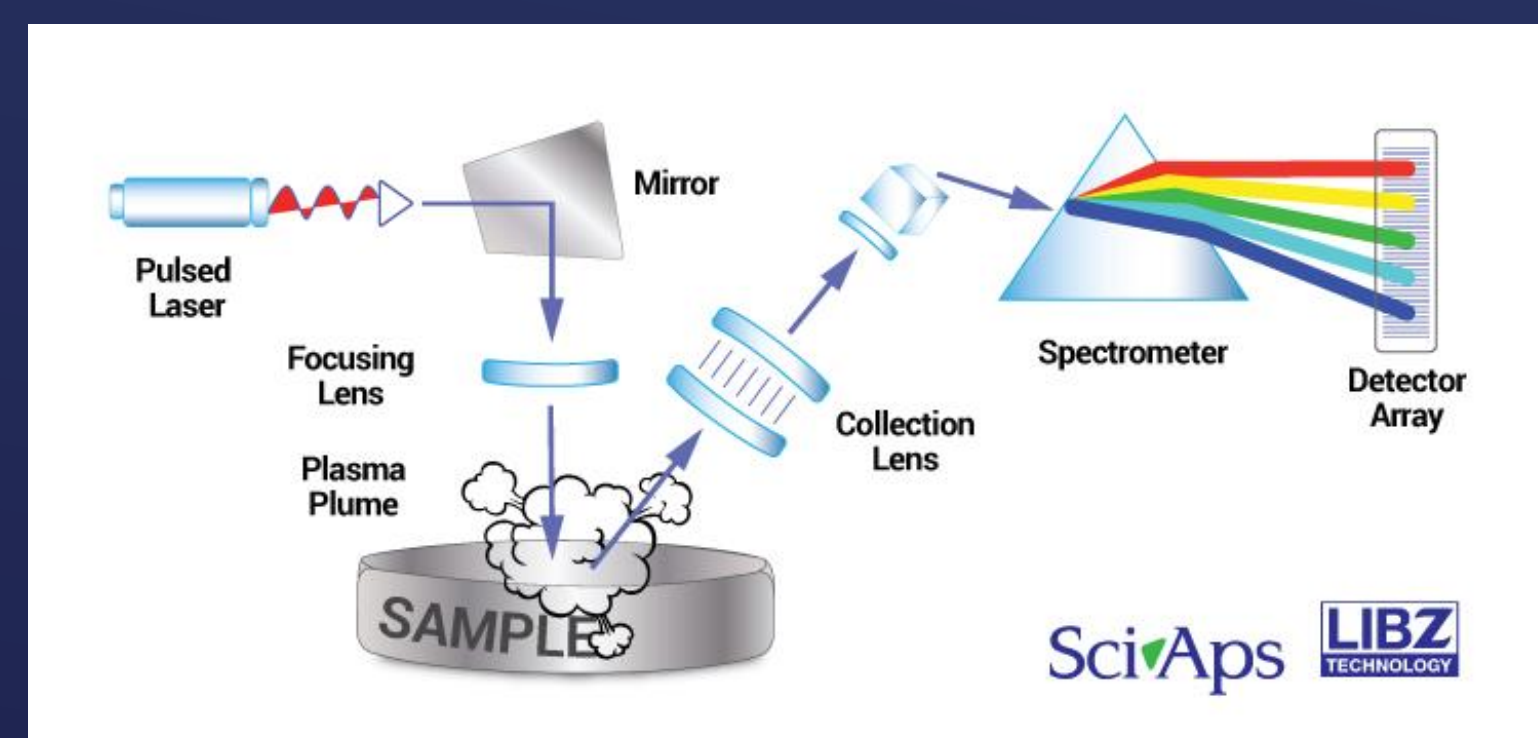 Mirror
Pulsed
Laser
Focusing
Lens
Spectrometer
Detector
Array
Collection
Lens
Plasma
Plume
SAMPLE
SciAps
LIBZ
TECHNOLOGY